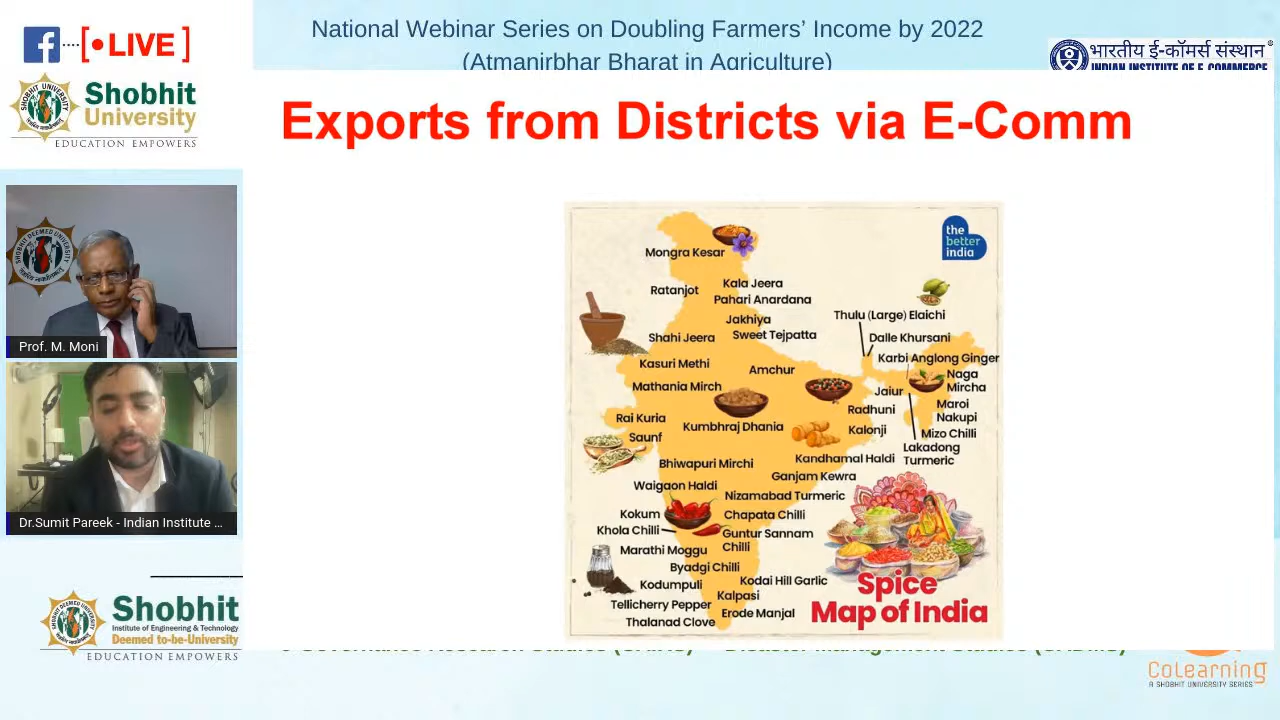 National Webinar Series on Doubling Farmers' Income by 2022
(Atmanirbhar Bharat in Agriculture)
LIVE
Shobhit
University
EDUCATION EMPOWERS
भारतीय ई-कॉमर्स संस्थान
INDIAN INSTITUTE OF E COMMERCE
Exports from Districts via E-Comm
the
better
india
Mongra Kesar
Ratanjot
Kala Jeera
Pahari Anardana
Jakhiya
Thulu (Large) Elaichi
Shahi Jeera
Sweet Tejpatta
Dalle Khursani
Kasuri Methi
Amchur
Karbi Anglong Ginger
Mathania Mirch
Naga
Mircha
Jaiur
Radhuni
Maroi
Nakupi
Rai Kuria
Kumbhraj Dhania
Kalonji
Mizo Chilli
Saunf
Lakadong
Turmeric
Bhiwapuri Mirchi
Kandhamal Haldi
Waigaon Haldi
Ganjam Kewra
Nizamabad Turmeric
Kokum
Chapata Chilli
Khola Chilli
Guntur Sannam
Chilli
Marathi Moggu
Byadgi Chilli
Kodumpuli
Kodai Hill Garlic
Kalpasi
Tellicherry Pepper
Erode Manjal
Thalanad Clove
Spice
Map of India
Prof. M. Moni
Dr.Sumit Pareek - Indian Institute ...
Shobhit
Institute of Engineering & Technology
Deemed to-be-University
EDUCATION EMPOWERS
CoLearning
A SHOBHIT UNIVERSITY SERIES